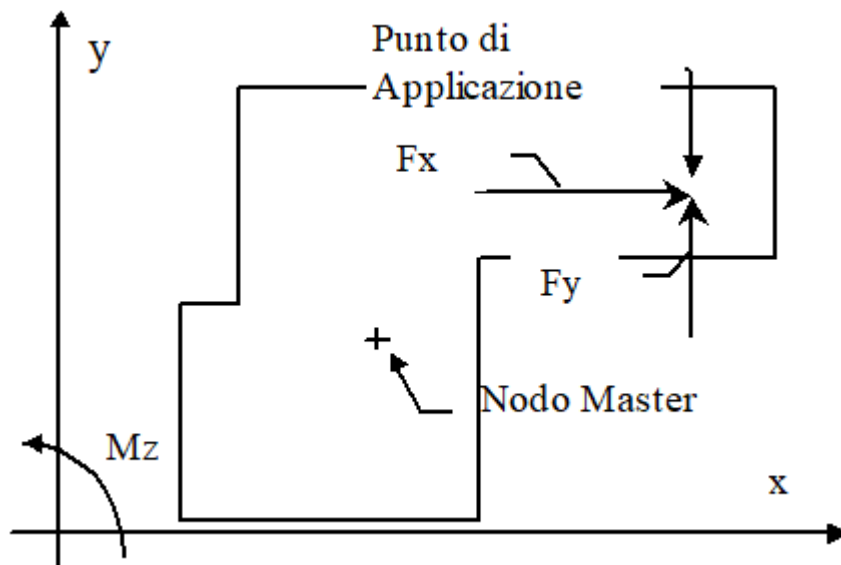 y
Punto di
Applicazione
Fx
Fy
Nodo Master
Mz
x